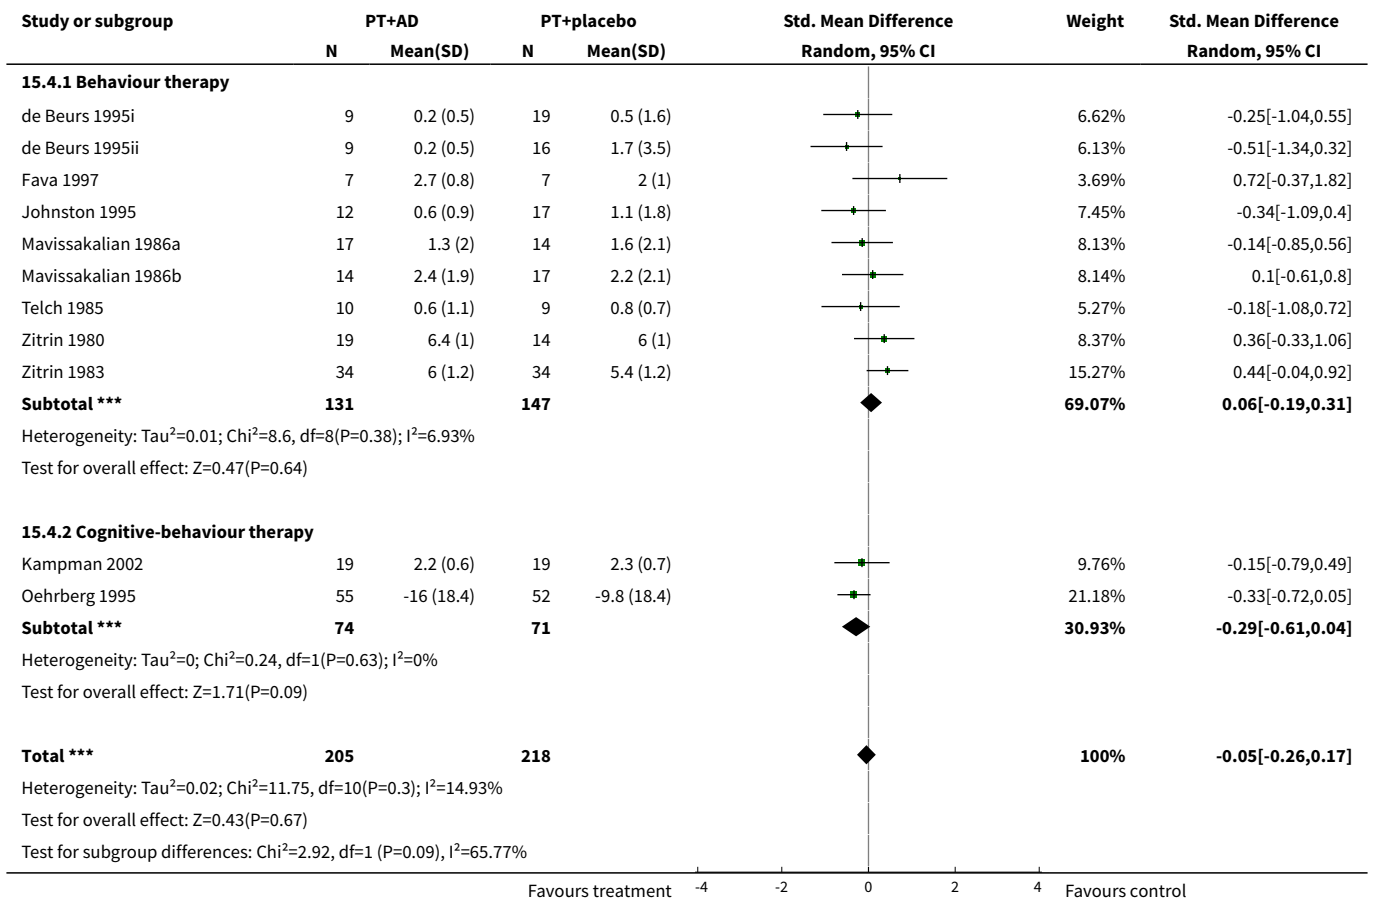 Study or subgroup PT+AD PT+placebo Std. Mean Difference Weight Std. Mean Difference
N Mean(SD) N Mean(SD) Random, 95% CI Random, 95% CI
15.4.1 Behaviour therapy
de Beurs 1995i 9 0.2 (0.5) 19 0.5 (1.6) 6.62% -0.25[-1.04,0.55]
de Beurs 1995ii 9 0.2 (0.5) 16 1.7 (3.5) 6.13% -0.51[-1.34,0.32]
Fava 1997 7 2.7 (0.8) 7 2 (1) 3.69% 0.72[-0.37,1.82]
Johnston 1995 12 0.6 (0.9) 17 1.1 (1.8) 7.45% -0.34[-1.09,0.4]
Mavissakalian 1986a 17 1.3 (2) 14 1.6 (2.1) 8.13% -0.14[-0.85,0.56]
Mavissakalian 1986b 14 2.4 (1.9) 17 2.2 (2.1) 8.14% 0.1[-0.61,0.8]
Telch 1985 10 0.6 (1.1) 9 0.8 (0.7) 5.27% -0.18[-1.08,0.72]
Zitrin 1980 19 6.4 (1) 14 6 (1) 8.37% 0.36[-0.33,1.06]
Zitrin 1983 34 6 (1.2) 34 5.4 (1.2) 15.27% 0.44[-0.04,0.92]
Subtotal *** 131 147 69.07% 0.06[-0.19,0.31]
Heterogeneity: Tau²=0.01; Chi²=8.6, df=8(P=0.38); I²=6.93%
Test for overall effect: Z=0.47(P=0.64)
15.4.2 Cognitive-behaviour therapy
Kampman 2002 19 2.2 (0.6) 19 2.3 (0.7) 9.76% -0.15[-0.79,0.49]
Oehrberg 1995 55 -16 (18.4) 52 -9.8 (18.4) 21.18% -0.33[-0.72,0.05]
Subtotal *** 74 71 30.93% -0.29[-0.61,0.04]
Heterogeneity: Tau²=0; Chi²=0.24, df=1(P=0.63); I²=0%
Test for overall effect: Z=1.71(P=0.09)
Total *** 205 218 100% -0.05[-0.26,0.17]
Heterogeneity: Tau²=0.02; Chi²=11.75, df=10(P=0.3); I²=14.93%
Test for overall effect: Z=0.43(P=0.67)
Test for subgroup differences: Chi²=2.92, df=1 (P=0.09), I²=65.77%
Favours treatment -4 -2 0 2 4 Favours control